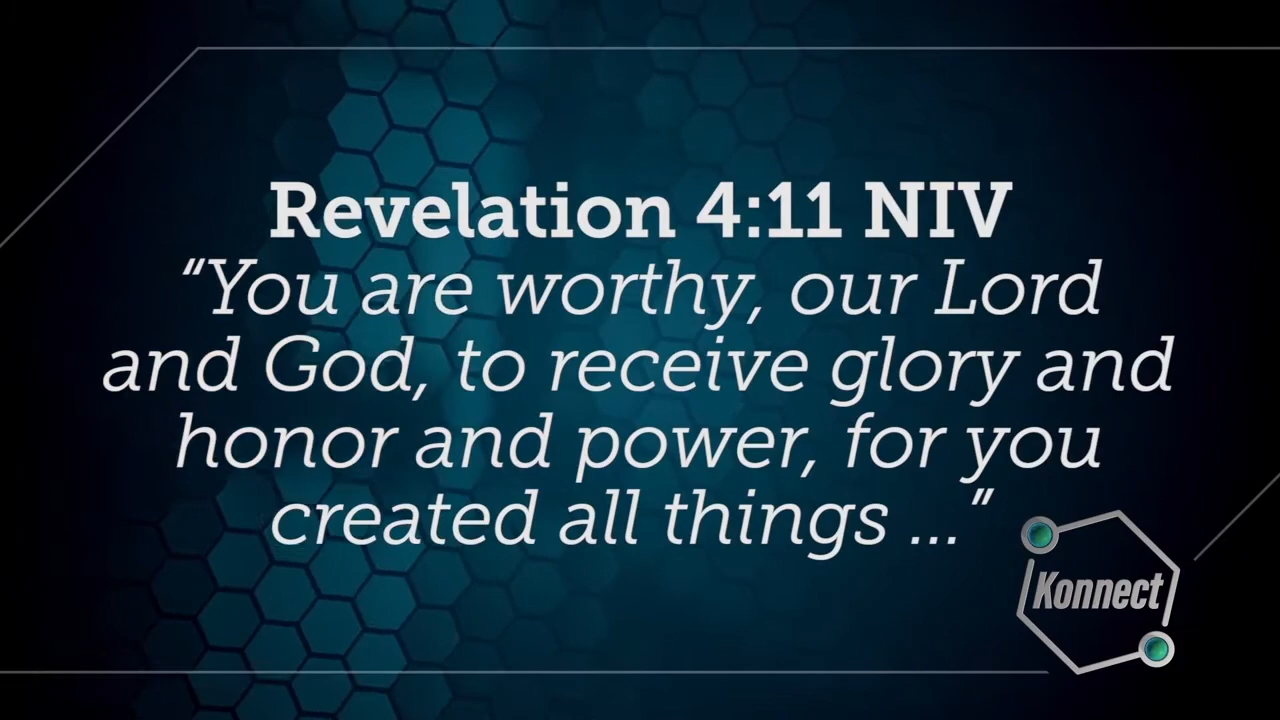 Revelation 4:11 NIV
“You are worthy, our Lord
and God, to receive glory and
honor and power, for you
created all things ...”
Konnect